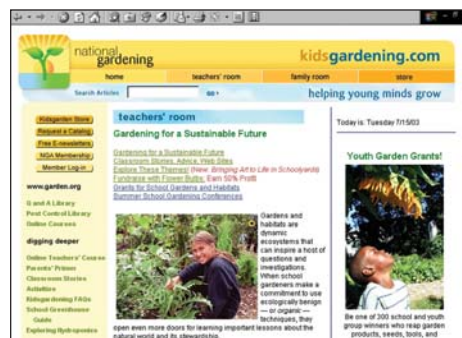 national
gardening
kidsgardening.com
home
teachers' room
family room
store
Search Articles
GO
helping young minds grow
Kidsgarden Store
Request a Catalog
Free E-newsletters
NGA Membership
Member Log-in
www.garden.org
Q and A Library
Pest Control Library
Online Courses
digging deeper
Online Teachers' Course
Parents' Primer
Classroom Stories
Activities
Kidsgardening FAQs
School Greenhouse
Guide
Exploring Hydroponics
teachers' room
Gardening for a Sustainable Future
Gardening for a Sustainable Future
Classroom Stories, Advice, Web Sites
Explore These Themes! (New: Bringing Art to Life in Schoolyards)
Fundraise with Flower Bulbs, Earn 50% Profit!
Grants for School Gardens and Habitats
Summer School Gardening Conferences
Gardens and
habitats are
dynamic
ecosystems that
can inspire a host of
questions and
investigations.
When school
gardeners make a
commitment to use
ecologically benign
— or organic —
techniques, they
open even more doors for learning important lessons about the
natural world and its stewardship.
Today is: Tuesday 7/15/03
Youth Garden Grants!
Be one of 300 school and youth
group winners who reap garden
products, seeds, tools, and